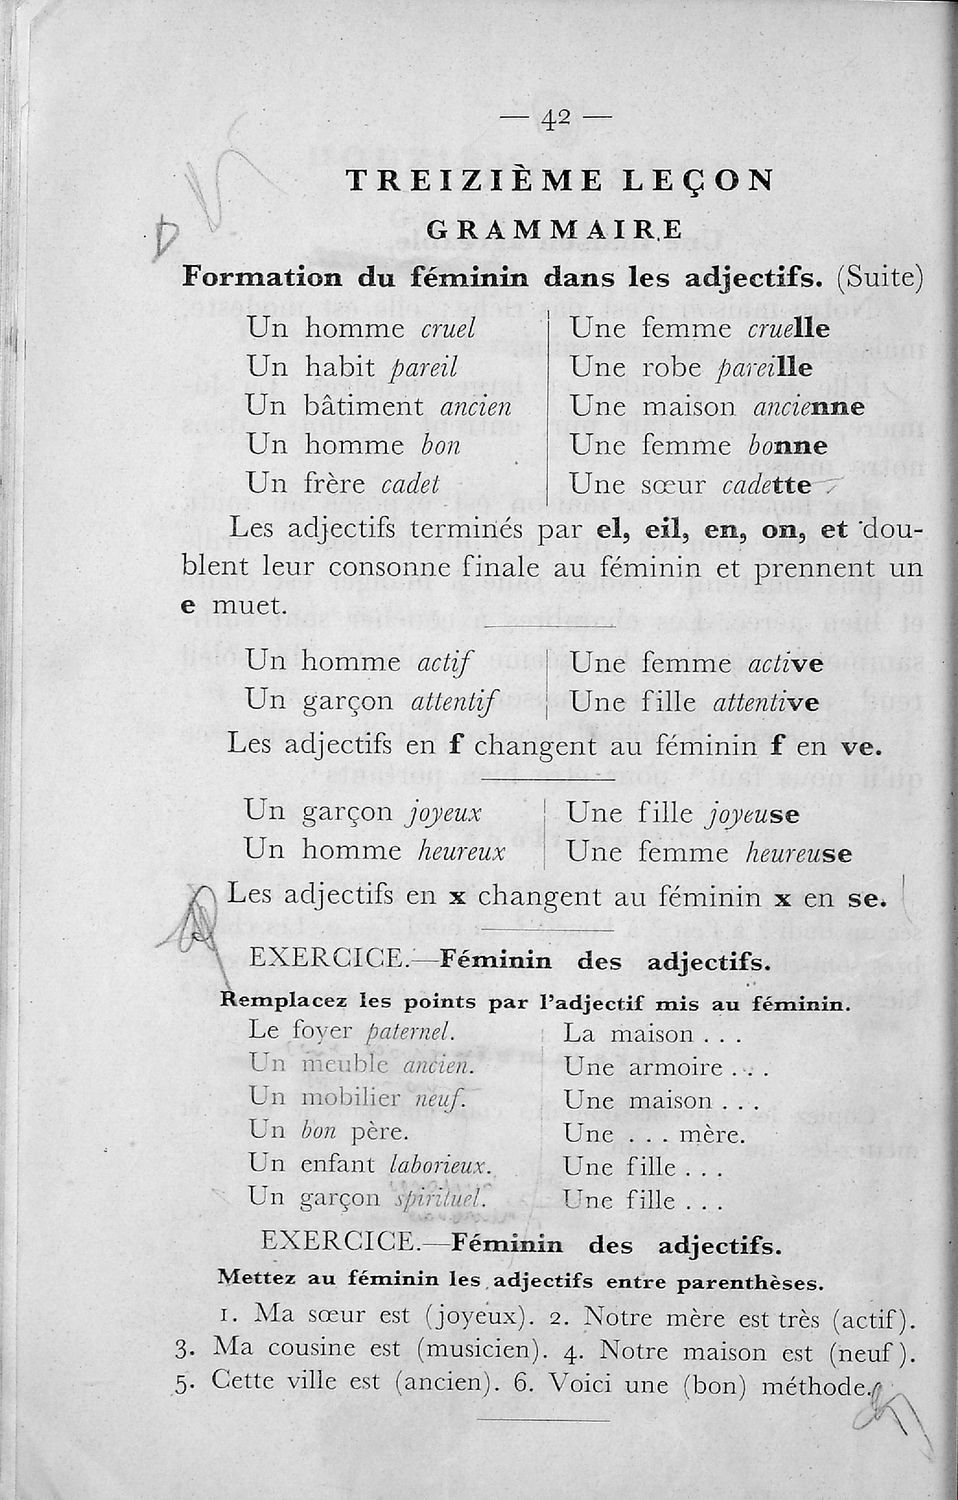 — 42 —
TREIZIÈME LEÇON
GRAMMAIRE
Formation du féminin dans les adjectifs. (Suite)
Un homme cruel | Une femme cruelle
Un habit pareil | Une robe pareille
Un bâtiment ancien | Une maison ancienne
Un homme bon | Une femme bonne
Un frère cadet | Une sœur cadette
Les adjectifs terminés par el, eil, en, on, et dou-
blent leur consonne finale au féminin et prennent un
e muet.
Un homme actif | Une femme active
Un garçon attentif | Une fille attentive
Les adjectifs en f changent au féminin f en ve.
Un garçon joyeux | Une fille joyeuse
Un homme heureux | Une femme heureuse
Les adjectifs en x changent au féminin x en se.
EXERCICE.—Féminin des adjectifs.
Remplacez les points par l'adjectif mis au féminin.
Le foyer paternel. | La maison . . .
Un meuble ancien. | Une armoire . . .
Un mobilier neuf. | Une maison . . .
Un bon père. | Une . . . mère.
Un enfant laborieux. | Une fille . . .
Un garçon spirituel. | Une fille . . .
EXERCICE.—Féminin des adjectifs.
Mettez au féminin les adjectifs entre parenthèses.
1. Ma sœur est (joyeux). 2. Notre mère est très (actif).
3. Ma cousine est (musicien). 4. Notre maison est (neuf).
5. Cette ville est (ancien). 6. Voici une (bon) méthode.